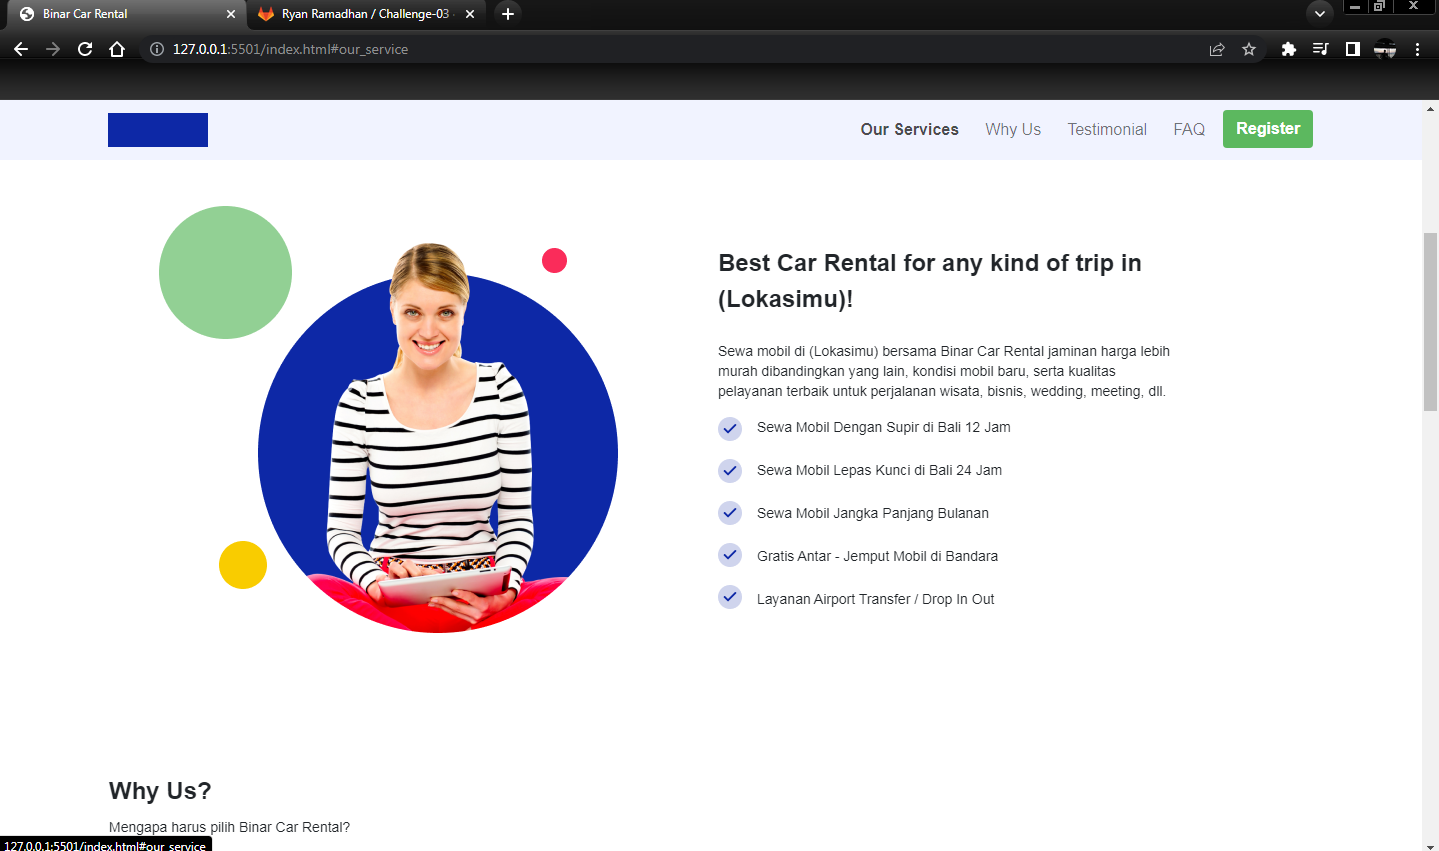 Binar Car Rental
Ryan Ramadhan / Challenge-03
127.0.0.1:5501/index.html#our_service
Our Services
Why Us
Testimonial
FAQ
Register
Best Car Rental for any kind of trip in
(Lokasimu)!
Sewa mobil di (Lokasimu) bersama Binar Car Rental jaminan harga lebih
murah dibandingkan yang lain, kondisi mobil baru, serta kualitas
pelayanan terbaik untuk perjalanan wisata, bisnis, wedding, meeting, dll.
Sewa Mobil Dengan Supir di Bali 12 Jam
Sewa Mobil Lepas Kunci di Bali 24 Jam
Sewa Mobil Jangka Panjang Bulanan
Gratis Antar - Jemput Mobil di Bandara
Layanan Airport Transfer / Drop In Out
Why Us?
Mengapa harus pilih Binar Car Rental?
127.0.0.1:5501/index.html#our_service